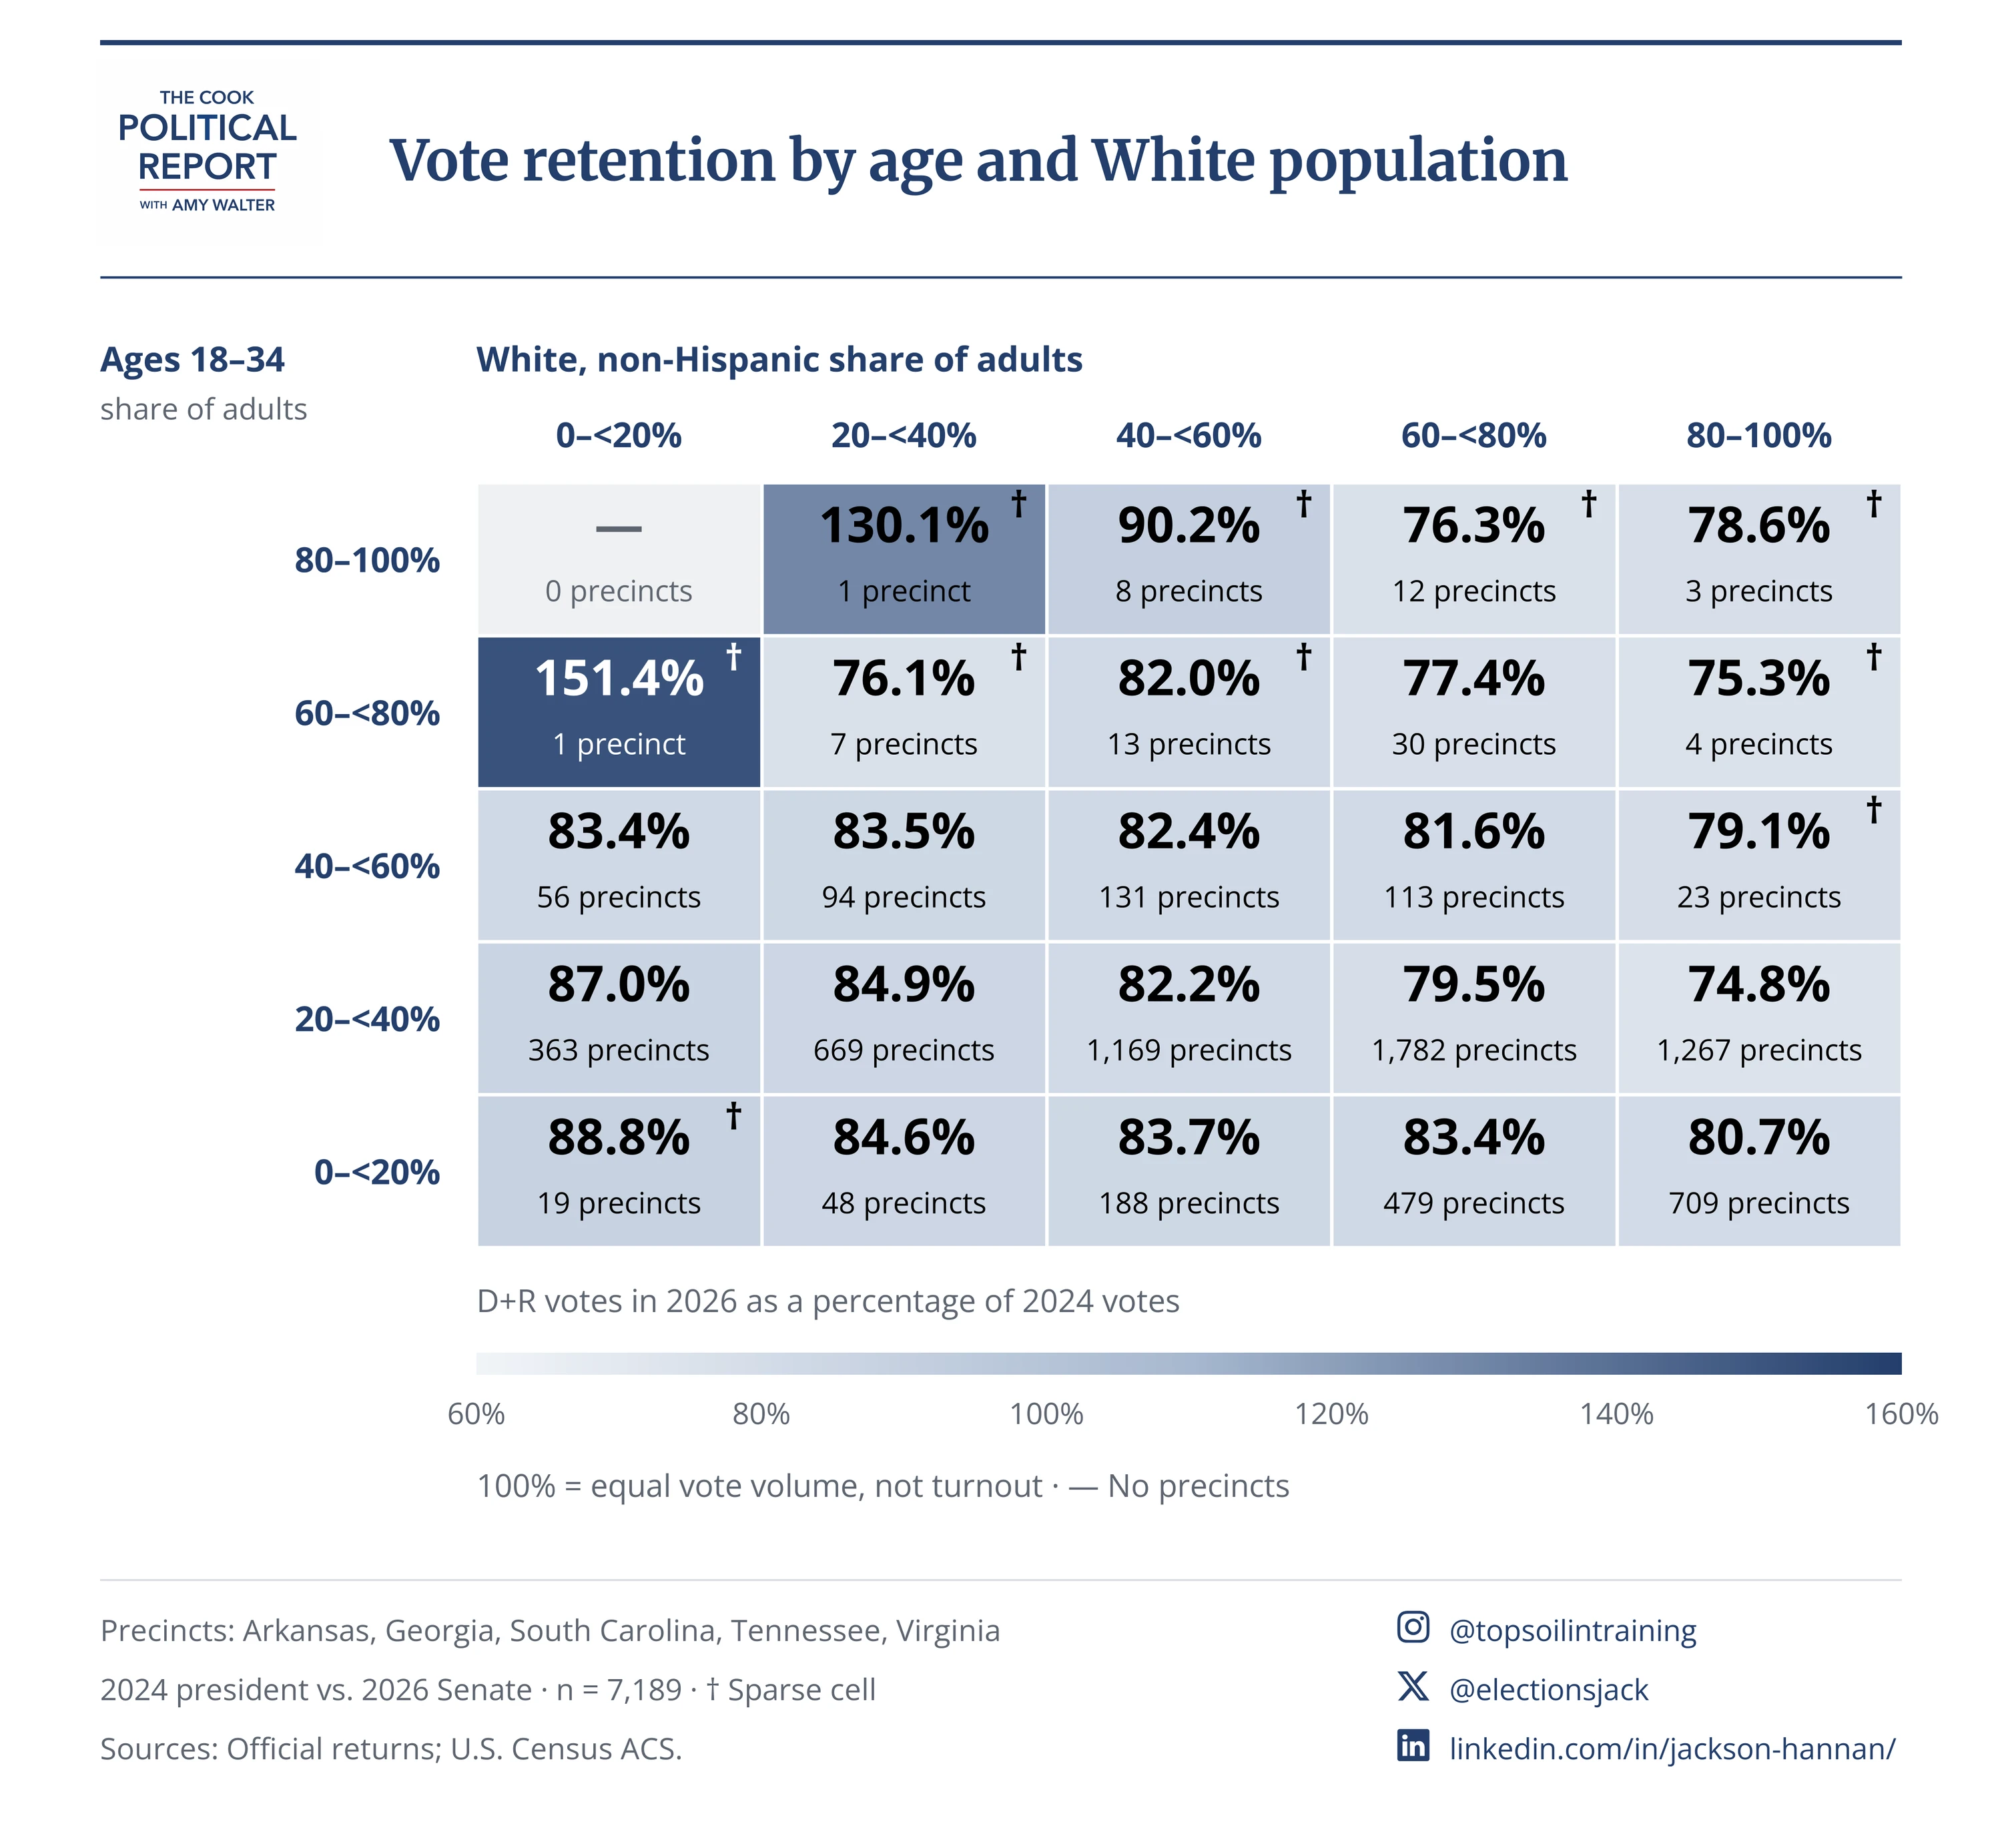 THE COOK
POLITICAL
REPORT
WITH AMY WALTER
Vote retention by age and White population
Ages 18–34
share of adults
White, non-Hispanic share of adults
0–<20% 20–<40% 40–<60% 60–<80% 80–100%
80–100%
— 130.1% † 90.2% † 76.3% † 78.6% †
0 precincts 1 precinct 8 precincts 12 precincts 3 precincts
60–<80%
151.4% † 76.1% † 82.0% † 77.4% 75.3% †
1 precinct 7 precincts 13 precincts 30 precincts 4 precincts
40–<60%
83.4% 83.5% 82.4% 81.6% 79.1% †
56 precincts 94 precincts 131 precincts 113 precincts 23 precincts
20–<40%
87.0% 84.9% 82.2% 79.5% 74.8%
363 precincts 669 precincts 1,169 precincts 1,782 precincts 1,267 precincts
0–<20%
88.8% † 84.6% 83.7% 83.4% 80.7%
19 precincts 48 precincts 188 precincts 479 precincts 709 precincts
D+R votes in 2026 as a percentage of 2024 votes
60% 80% 100% 120% 140% 160%
100% = equal vote volume, not turnout · — No precincts
Precincts: Arkansas, Georgia, South Carolina, Tennessee, Virginia
2024 president vs. 2026 Senate · n = 7,189 · † Sparse cell
Sources: Official returns; U.S. Census ACS.
@topsoilintraining
@electionsjack
linkedin.com/in/jackson-hannan/